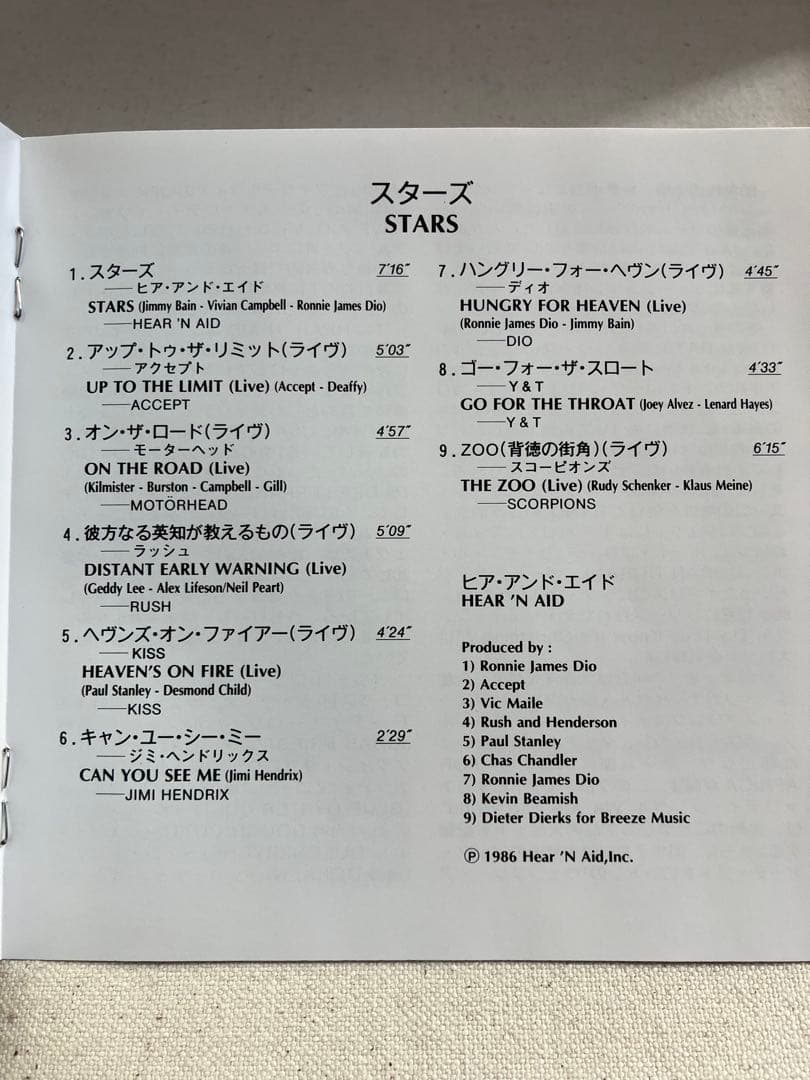 スターズ
STARS
1.スターズ 7'16"
——ヒア・アンド・エイド
STARS (Jimmy Bain - Vivian Campbell - Ronnie James Dio)
——HEAR 'N AID
2.アップ・トゥ・ザ・リミット(ライヴ) 5'03"
——アクセプト
UP TO THE LIMIT (Live) (Accept - Deaffy)
——ACCEPT
3.オン・ザ・ロード(ライヴ) 4'57"
——モーターヘッド
ON THE ROAD (Live)
(Kilmister - Burston - Campbell - Gill)
——MOTÖRHEAD
4.彼方なる英知が教えるもの(ライヴ) 5'09"
——ラッシュ
DISTANT EARLY WARNING (Live)
(Geddy Lee - Alex Lifeson/Neil Peart)
——RUSH
5.ヘヴンズ・オン・ファイアー(ライヴ) 4'24"
——KISS
HEAVEN'S ON FIRE (Live)
(Paul Stanley - Desmond Child)
——KISS
6.キャン・ユー・シー・ミー 2'29"
——ジミ・ヘンドリックス
CAN YOU SEE ME (Jimi Hendrix)
——JIMI HENDRIX
7.ハングリー・フォー・ヘヴン(ライヴ) 4'45"
——ディオ
HUNGRY FOR HEAVEN (Live)
(Ronnie James Dio - Jimmy Bain)
——DIO
8.ゴー・フォー・ザ・スロート 4'33"
——Y & T
GO FOR THE THROAT (Joey Alvez - Lenard Hayes)
——Y & T
9.ZOO(背徳の街角)(ライヴ) 6'15"
——スコーピオンズ
THE ZOO (Live) (Rudy Schenker - Klaus Meine)
——SCORPIONS
ヒア・アンド・エイド
HEAR 'N AID
Produced by :
1) Ronnie James Dio
2) Accept
3) Vic Maile
4) Rush and Henderson
5) Paul Stanley
6) Chas Chandler
7) Ronnie James Dio
8) Kevin Beamish
9) Dieter Dierks for Breeze Music
Ⓟ 1986 Hear 'N Aid,Inc.